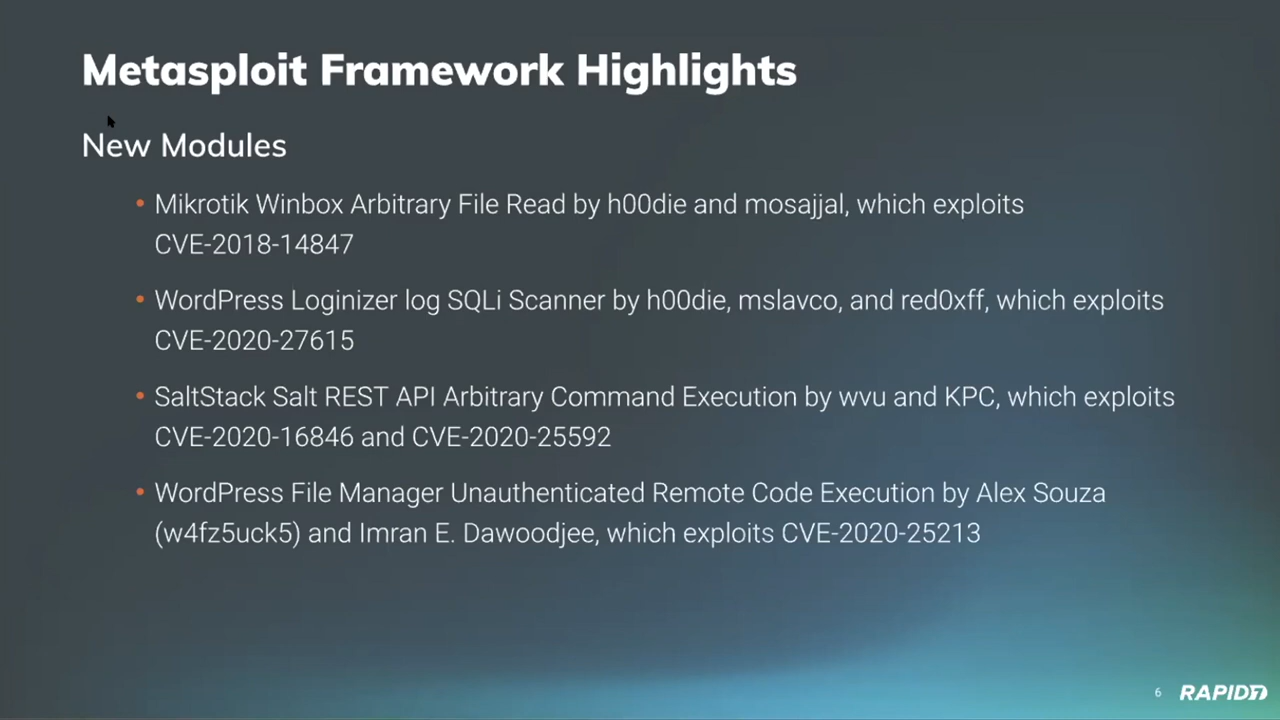 Metasploit Framework Highlights
New Modules
• Mikrotik Winbox Arbitrary File Read by h00die and mosajjal, which exploits
CVE-2018-14847
• WordPress Loginizer log SQLi Scanner by h00die, mslavco, and red0xff, which exploits
CVE-2020-27615
• SaltStack Salt REST API Arbitrary Command Execution by wvu and KPC, which exploits
CVE-2020-16846 and CVE-2020-25592
• WordPress File Manager Unauthenticated Remote Code Execution by Alex Souza
(w4fz5uck5) and Imran E. Dawoodjee, which exploits CVE-2020-25213
6 RAPID7